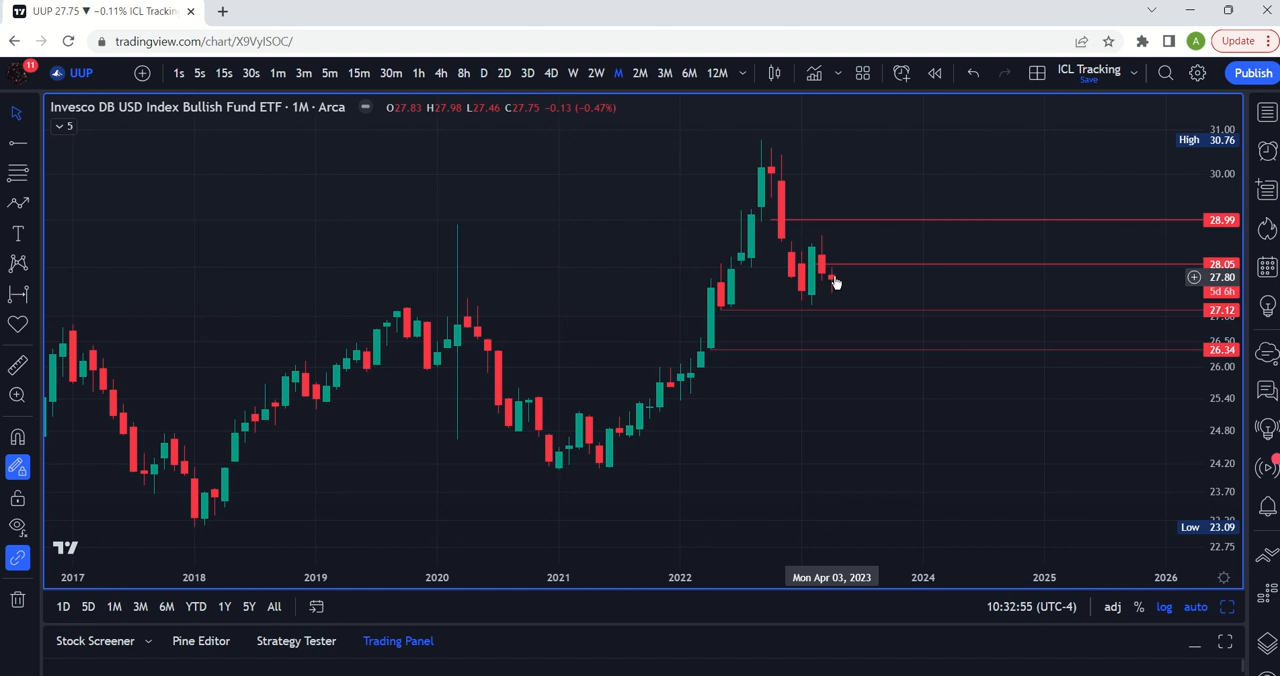 UUP 27.75 ▼ −0.11% ICL Trackin
tradingview.com/chart/X9VyISOC/
Update
11
UUP
1s 5s 15s 30s 1m 3m 5m 15m 30m 1h 4h 8h D 2D 3D 4D W 2W M 2M 3M 6M 12M
ICL Tracking
Save
Publish
Invesco DB USD Index Bullish Fund ETF · 1M · Arca
O27.83 H27.98 L27.46 C27.75 −0.13 (−0.47%)
5
31.00
High 30.76
30.00
28.99
28.05
27.80
5d 6h
27.12
27.00
26.50
26.34
26.00
25.40
24.80
24.20
23.70
Low 23.09
22.75
2017 2018 2019 2020 2021 2022 Mon Apr 03, 2023 2024 2025 2026
1D 5D 1M 3M 6M YTD 1Y 5Y All
10:32:55 (UTC-4) adj % log auto
Stock Screener Pine Editor Strategy Tester Trading Panel